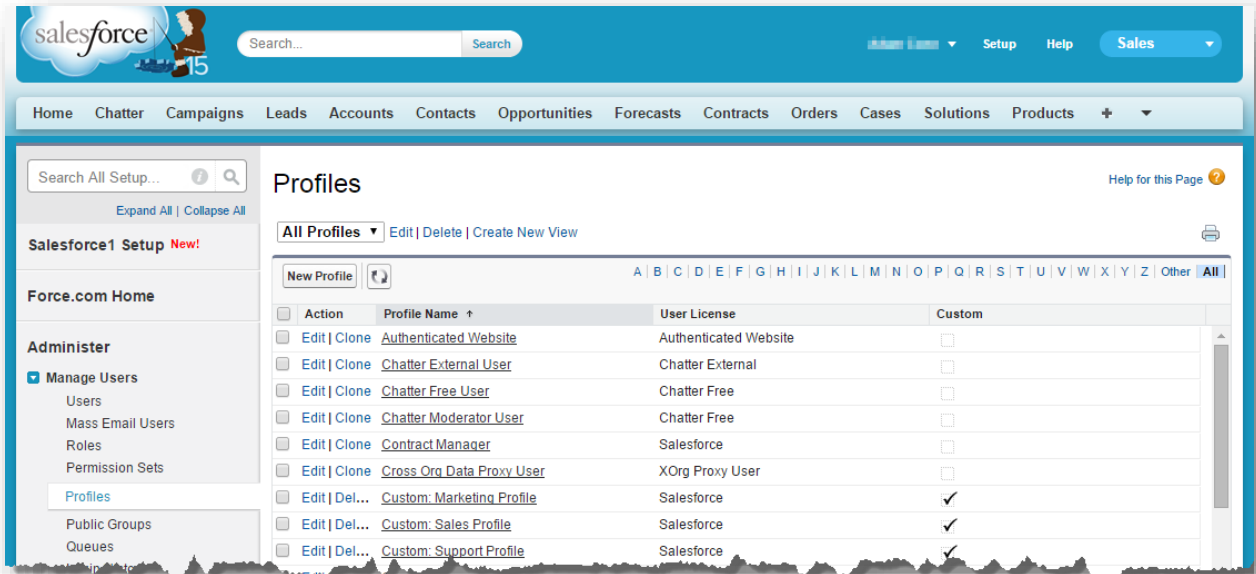 salesforce
15
Search... Search Setup Help Sales
Home Chatter Campaigns Leads Accounts Contacts Opportunities Forecasts Contracts Orders Cases Solutions Products +
Search All Setup...
Expand All | Collapse All
Salesforce1 Setup New!
Force.com Home
Administer
Manage Users
Users
Mass Email Users
Roles
Permission Sets
Profiles
Public Groups
Queues
Profiles
Help for this Page ?
All Profiles Edit | Delete | Create New View
New Profile A | B | C | D | E | F | G | H | I | J | K | L | M | N | O | P | Q | R | S | T | U | V | W | X | Y | Z | Other All
Action Profile Name User License Custom
Edit | Clone Authenticated Website Authenticated Website
Edit | Clone Chatter External User Chatter External
Edit | Clone Chatter Free User Chatter Free
Edit | Clone Chatter Moderator User Chatter Free
Edit | Clone Contract Manager Salesforce
Edit | Clone Cross Org Data Proxy User XOrg Proxy User
Edit | Del... Custom: Marketing Profile Salesforce
Edit | Del... Custom: Sales Profile Salesforce
Edit | Del... Custom: Support Profile Salesforce